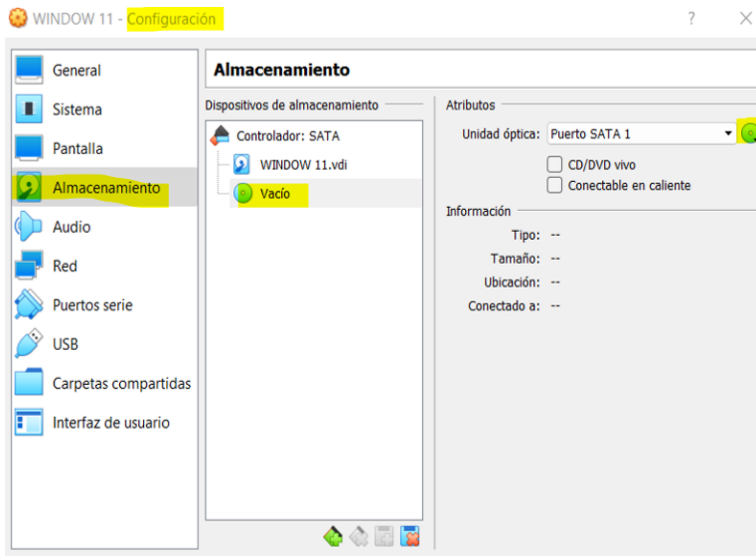 WINDOW 11 - Configuración
?
General
Sistema
Pantalla
Almacenamiento
Audio
Red
Puertos serie
USB
Carpetas compartidas
Interfaz de usuario
Almacenamiento
Dispositivos de almacenamiento
Controlador: SATA
WINDOW 11.vdi
Vacío
Atributos
Unidad óptica: Puerto SATA 1
CD/DVD vivo
Conectable en caliente
Información
Tipo: --
Tamaño: --
Ubicación: --
Conectado a: --